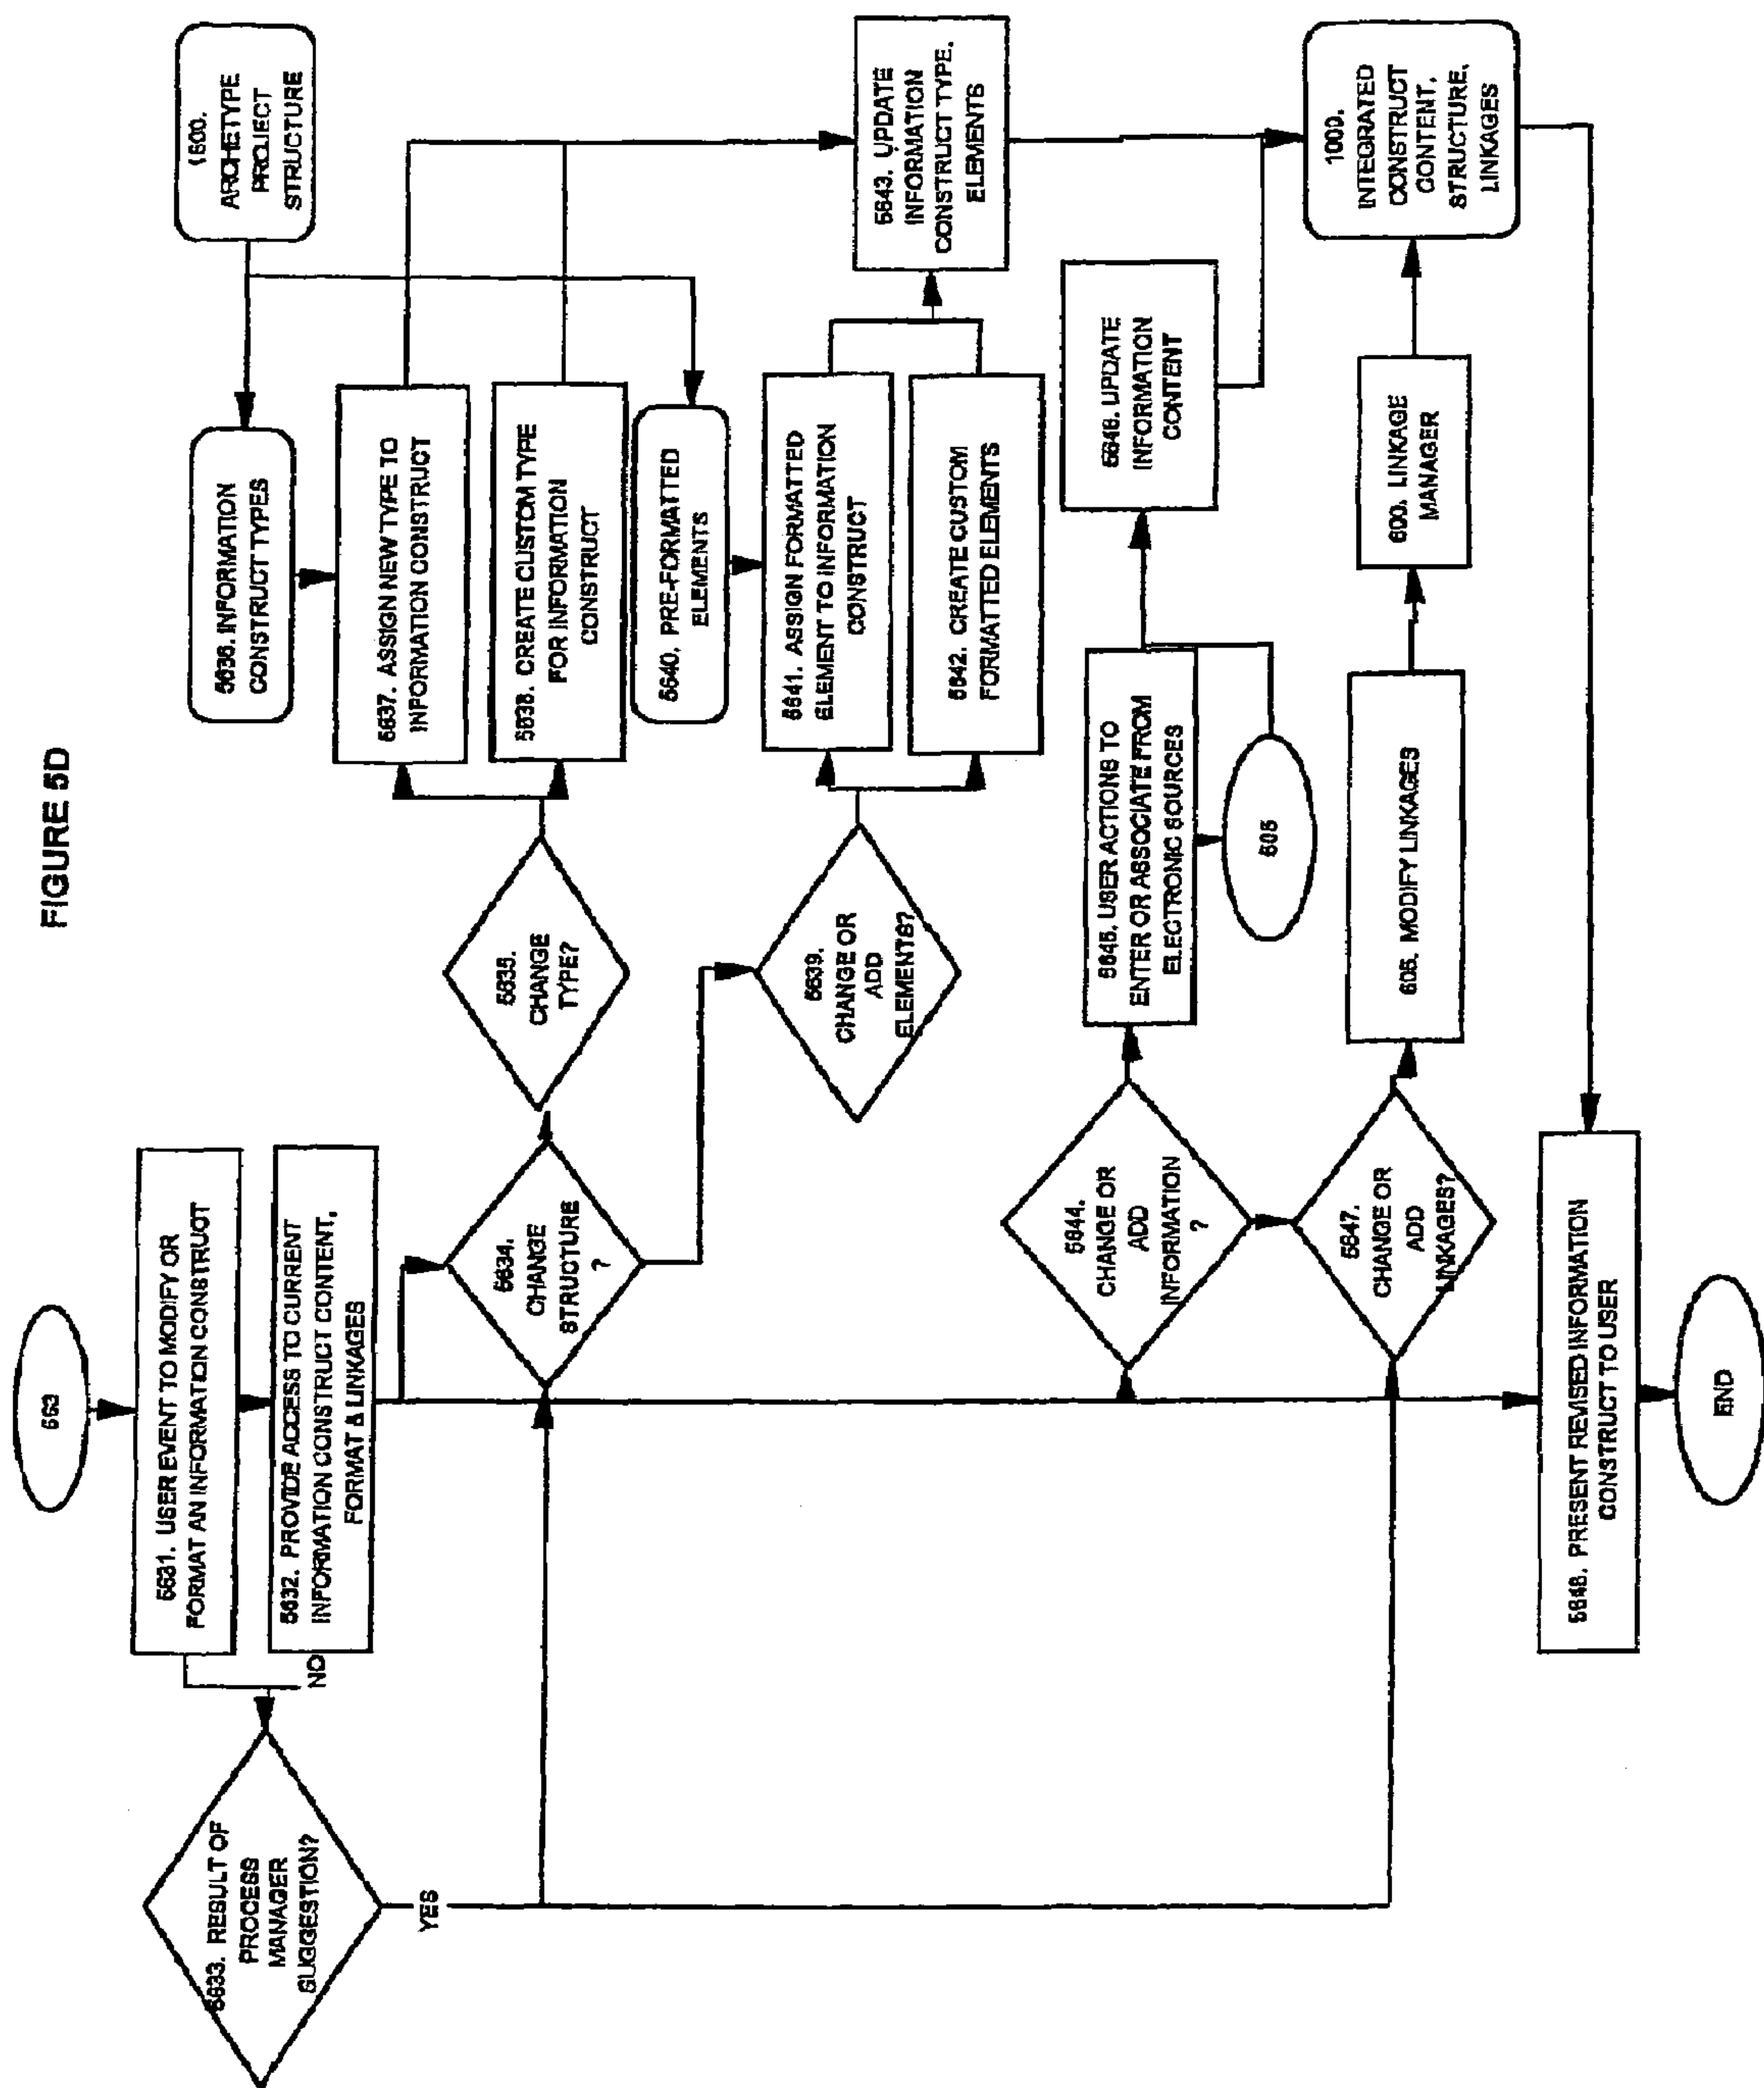 FIGURE 5D
563
5631. USER EVENT TO MODIFY OR
FORMAT AN INFORMATION CONSTRUCT
5632. PROVIDE ACCESS TO CURRENT
INFORMATION CONSTRUCT CONTENT,
FORMAT & LINKAGES
NO
5633. RESULT OF
PROCESS
MANAGER
SUGGESTION?
YES
5634.
CHANGE
STRUCTURE
?
5635.
CHANGE
TYPE?
1600.
ARCHETYPE
PROJECT
STRUCTURE
5636. INFORMATION
CONSTRUCT TYPES
5637. ASSIGN NEW TYPE TO
INFORMATION CONSTRUCT
5638. CREATE CUSTOM TYPE
FOR INFORMATION
CONSTRUCT
5639.
CHANGE OR
ADD
ELEMENTS?
5640. PRE-FORMATTED
ELEMENTS
5641. ASSIGN FORMATTED
ELEMENT TO INFORMATION
CONSTRUCT
5642. CREATE CUSTOM
FORMATTED ELEMENTS
5643. UPDATE
INFORMATION
CONSTRUCT TYPE,
ELEMENTS
5644.
CHANGE OR
ADD
INFORMATION
?
5645. USER ACTIONS TO
ENTER OR ASSOCIATE FROM
ELECTRONIC SOURCES
505
5646. UPDATE
INFORMATION
CONTENT
5647.
CHANGE OR
ADD
LINKAGES?
605. MODIFY LINKAGES
600. LINKAGE
MANAGER
1000.
INTEGRATED
CONSTRUCT
CONTENT,
STRUCTURE,
LINKAGES
5648. PRESENT REVISED INFORMATION
CONSTRUCT TO USER
END